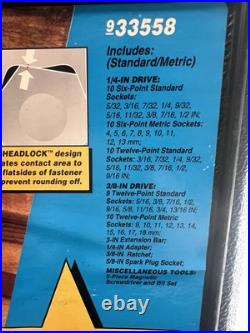 933558
Includes:
(Standard/Metric)
1/4-IN DRIVE:
10 Six-Point Standard
Sockets:
5/32, 3/16, 7/32, 1/4, 9/32,
5/16, 11/32, 3/8, 7/16, 1/2 IN
10 Six-Point Metric Sockets:
4, 5, 6, 7, 8, 9, 10, 11,
12, 13 mm;
10 Twelve-Point Standard
Sockets: 3/16, 7/32, 1/4,
9/32, 5/16, 11/32, 3/8, 7/16, 1/2,
9/16 IN;
3/8-IN DRIVE:
9 Twelve-Point Standard
Sockets: 5/16, 3/8, 7/16, 1/2,
9/16, 5/8, 11/16, 3/4, 13/16 IN;
10 Twelve-Point Metric
Sockets: 9, 10, 11, 12, 13, 14,
15, 16, 17, 19 mm;
3-IN Extension Bar;
1/4-IN Adapter;
3/8-IN Ratchet;
5/8-IN Spark Plug Socket;
MISCELLANEOUS TOOLS:
Magnetic
Screwdriver and Bit Set
HEADLOCK™ design
ates contact area to
flatsides of fastener
prevent rounding off.